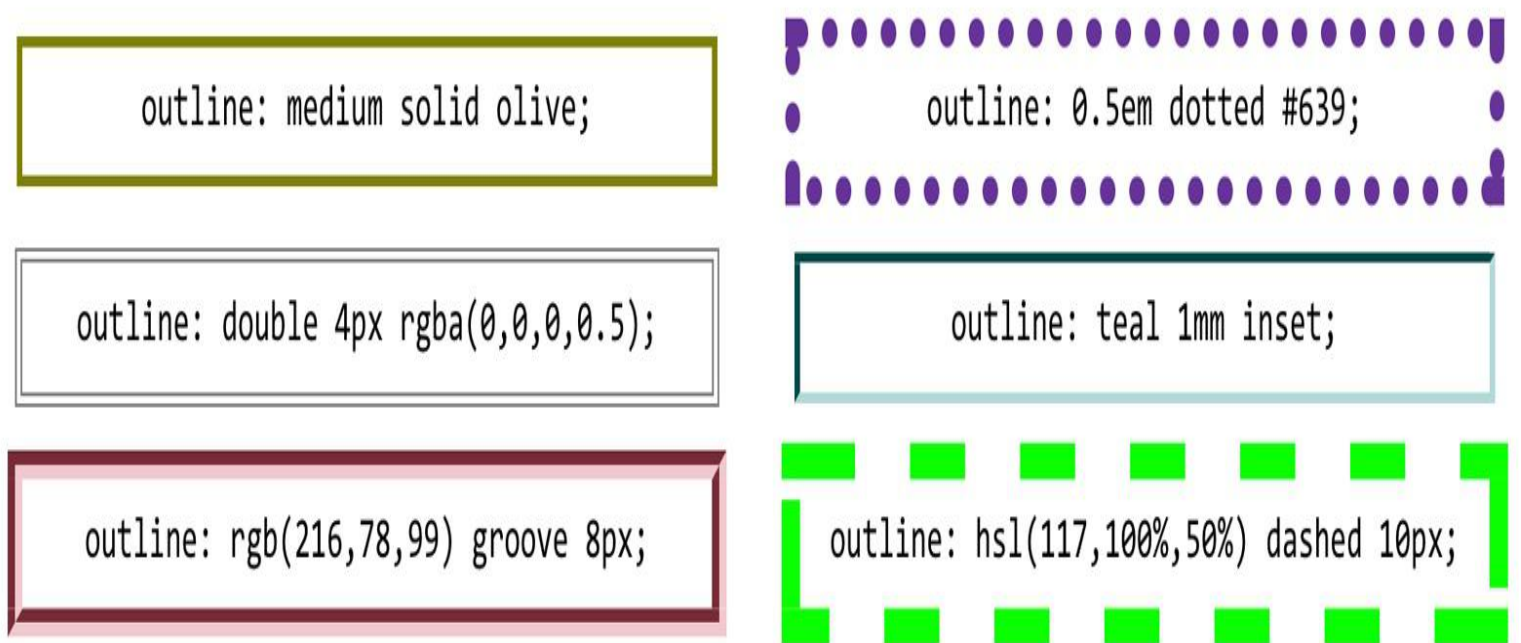 outline: medium solid olive;
outline: 0.5em dotted #639;
outline: double 4px rgba(0,0,0,0.5);
outline: teal 1mm inset;
outline: rgb(216,78,99) groove 8px;
outline: hsl(117,100%,50%) dashed 10px;